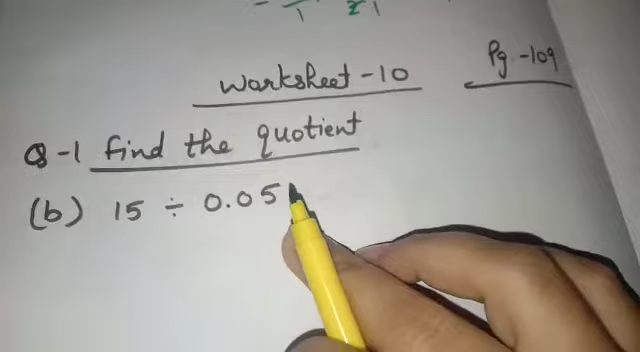 Worksheet-10
Pg-109
Q-1 find the quotient
(b) 15 ÷ 0.05